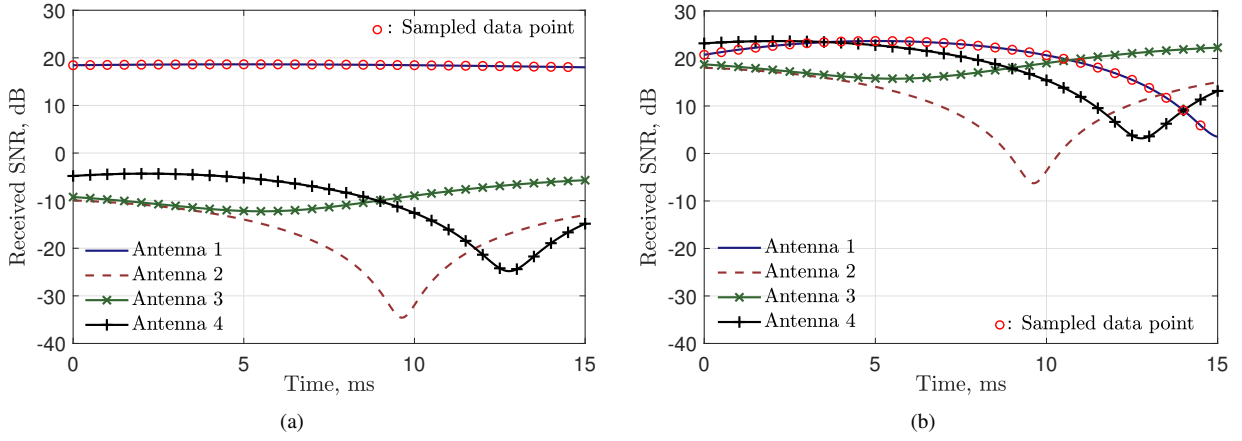 30
20
10
0
-10
-20
-30
-40
Received SNR, dB
: Sampled data point
Antenna 1
Antenna 2
Antenna 3
Antenna 4
0 5 10 15
Time, ms
(a)
30
20
10
0
-10
-20
-30
-40
Received SNR, dB
Antenna 1
Antenna 2
Antenna 3
Antenna 4
: Sampled data point
0 5 10 15
Time, ms
(b)